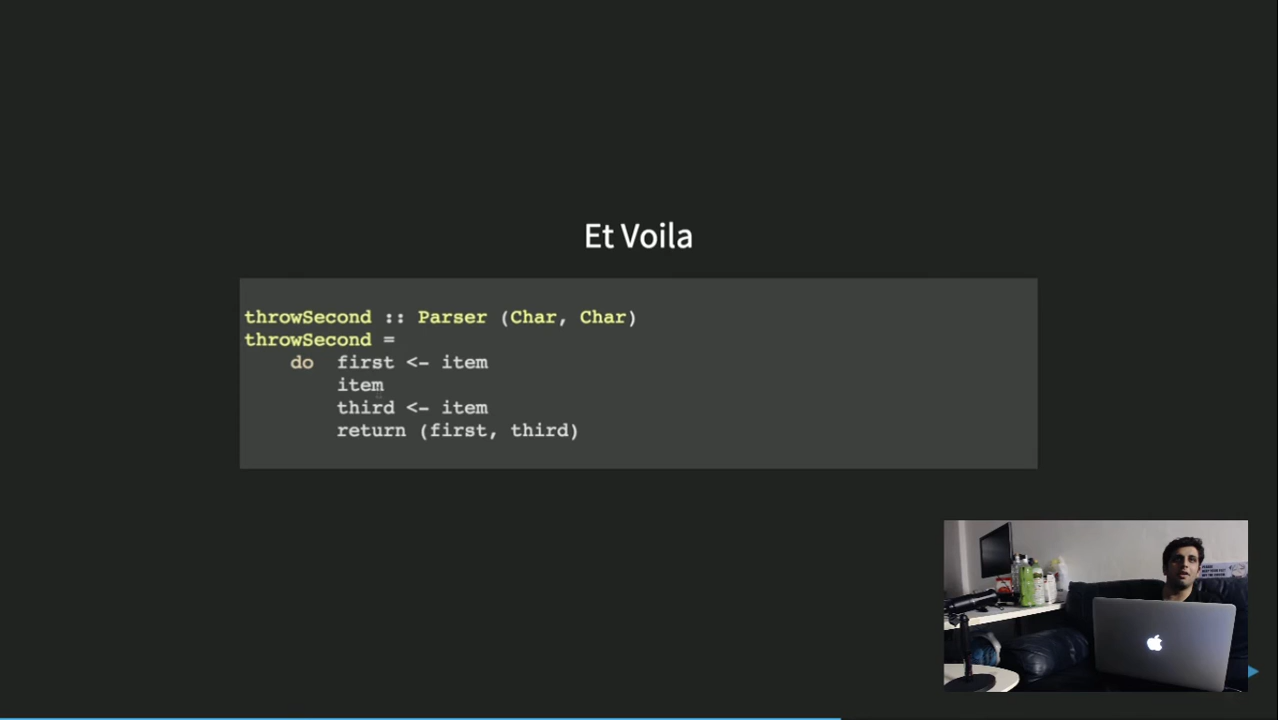 Et Voila
throwSecond :: Parser (Char, Char)
throwSecond =
    do  first <- item
        item
        third <- item
        return (first, third)